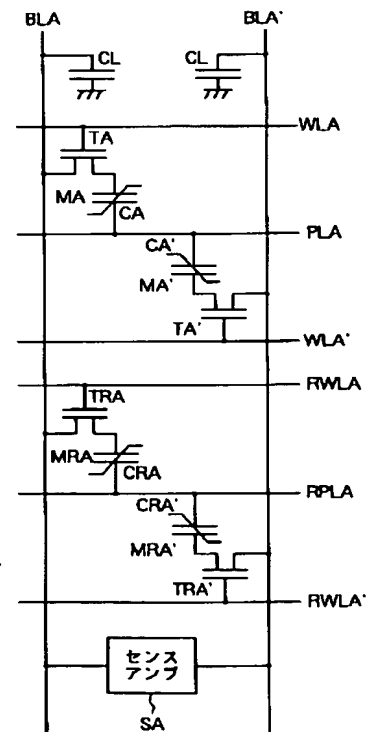 BLA
BLA'
CL
CL
WLA
TA
MA
CA
PLA
CA'
MA'
TA'
WLA'
RWLA
TRA
MRA
CRA
RPLA
CRA'
MRA'
TRA'
RWLA'
センス
アンプ
SA